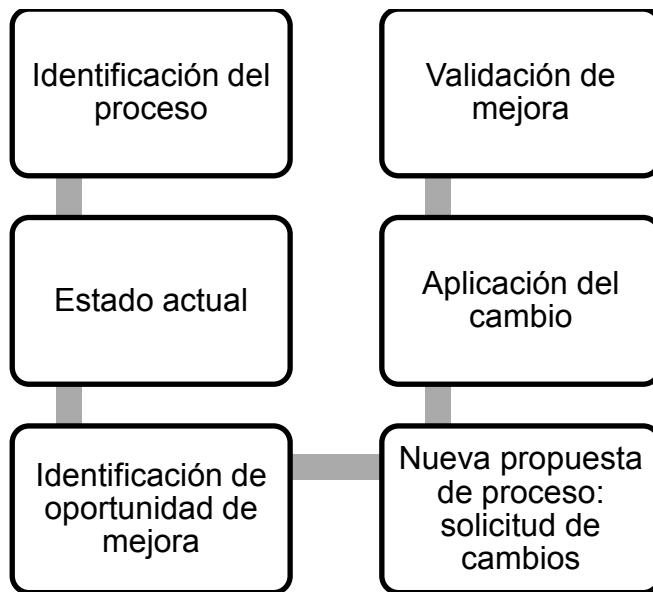 Identificación del
proceso
Estado actual
Identificación de
oportunidad de
mejora
Nueva propuesta
de proceso:
solicitud de
cambios
Aplicación del
cambio
Validación de
mejora